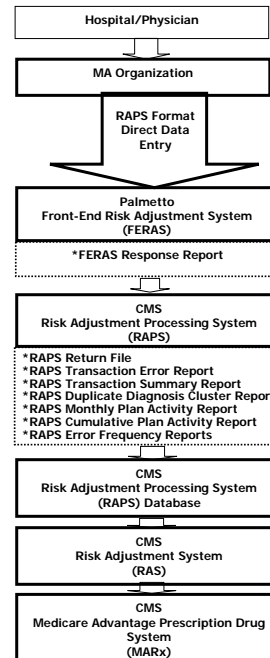 Hospital/Physician
MA Organization
RAPS Format
Direct Data
Entry
Palmetto
Front-End Risk Adjustment System
(FERAS)
*FERAS Response Report
CMS
Risk Adjustment Processing System
(RAPS)
*RAPS Return File
*RAPS Transaction Error Report
*RAPS Transaction Summary Report
*RAPS Duplicate Diagnosis Cluster Report
*RAPS Monthly Plan Activity Report
*RAPS Cumulative Plan Activity Report
*RAPS Error Frequency Reports
CMS
Risk Adjustment Processing System
(RAPS) Database
CMS
Risk Adjustment System
(RAS)
CMS
Medicare Advantage Prescription Drug
System
(MARx)